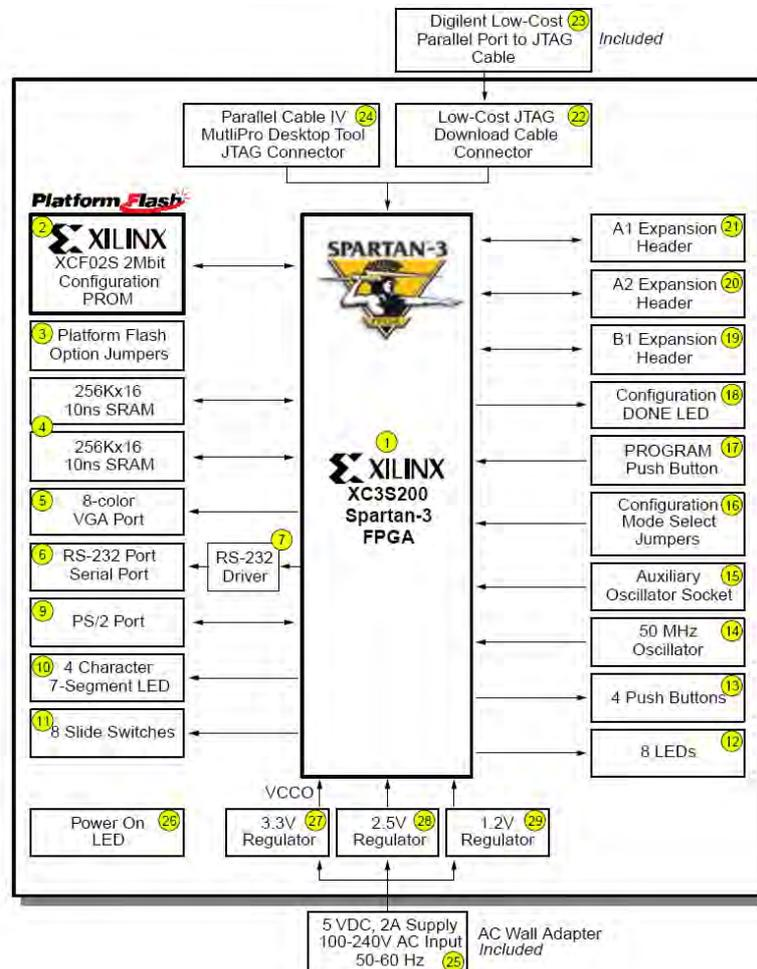 Digilent Low-Cost 23
Parallel Port to JTAG
Cable
Included
Parallel Cable IV 24
MutliPro Desktop Tool
JTAG Connector
Low-Cost JTAG 22
Download Cable
Connector
Platform Flash
2 XILINX
XCF02S 2Mbit
Configuration
PROM
3 Platform Flash
Option Jumpers
256Kx16
10ns SRAM
4
256Kx16
10ns SRAM
5 8-color
VGA Port
6 RS-232 Port
Serial Port
7
RS-232
Driver
9 PS/2 Port
10 4 Character
7-Segment LED
11
8 Slide Switches
SPARTAN-3
1
XILINX
XC3S200
Spartan-3
FPGA
A1 Expansion 21
Header
A2 Expansion 20
Header
B1 Expansion 19
Header
Configuration 18
DONE LED
PROGRAM 17
Push Button
Configuration 16
Mode Select
Jumpers
Auxiliary 15
Oscillator Socket
50 MHz 14
Oscillator
4 Push Buttons 13
8 LEDs 12
VCCO
Power On 26
LED
3.3V 27
Regulator
2.5V 28
Regulator
1.2V 29
Regulator
5 VDC, 2A Supply
100-240V AC Input
50-60 Hz 25
AC Wall Adapter
Included